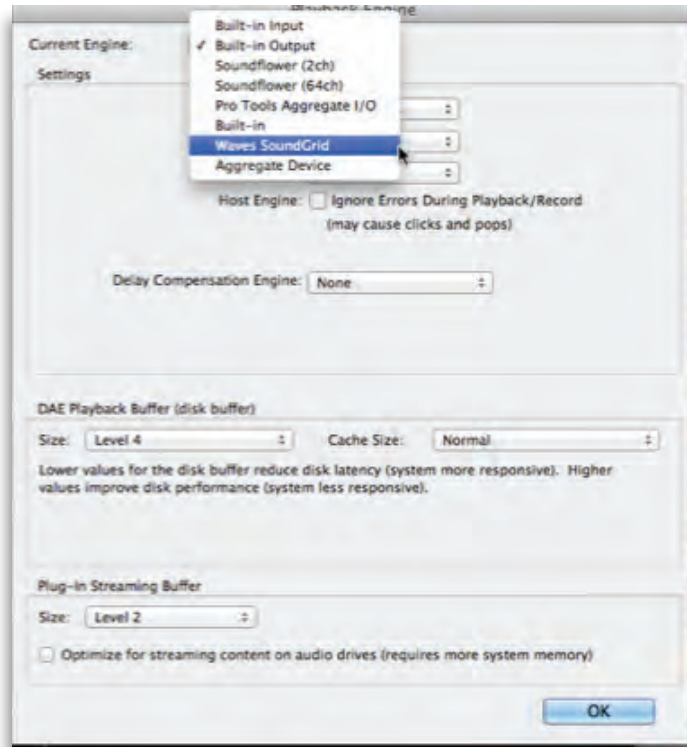 Playback Engine
Current Engine:
Built-in Input
✓ Built-in Output
Soundflower (2ch)
Soundflower (64ch)
Pro Tools Aggregate I/O
Built-in
Waves SoundGrid
Aggregate Device
Settings
Host Engine: Ignore Errors During Playback/Record
(may cause clicks and pops)
Delay Compensation Engine: None
DAE Playback Buffer (disk buffer)
Size: Level 4 Cache Size: Normal
Lower values for the disk buffer reduce disk latency (system more responsive). Higher
values improve disk performance (system less responsive).
Plug-In Streaming Buffer
Size: Level 2
Optimize for streaming content on audio drives (requires more system memory)
OK